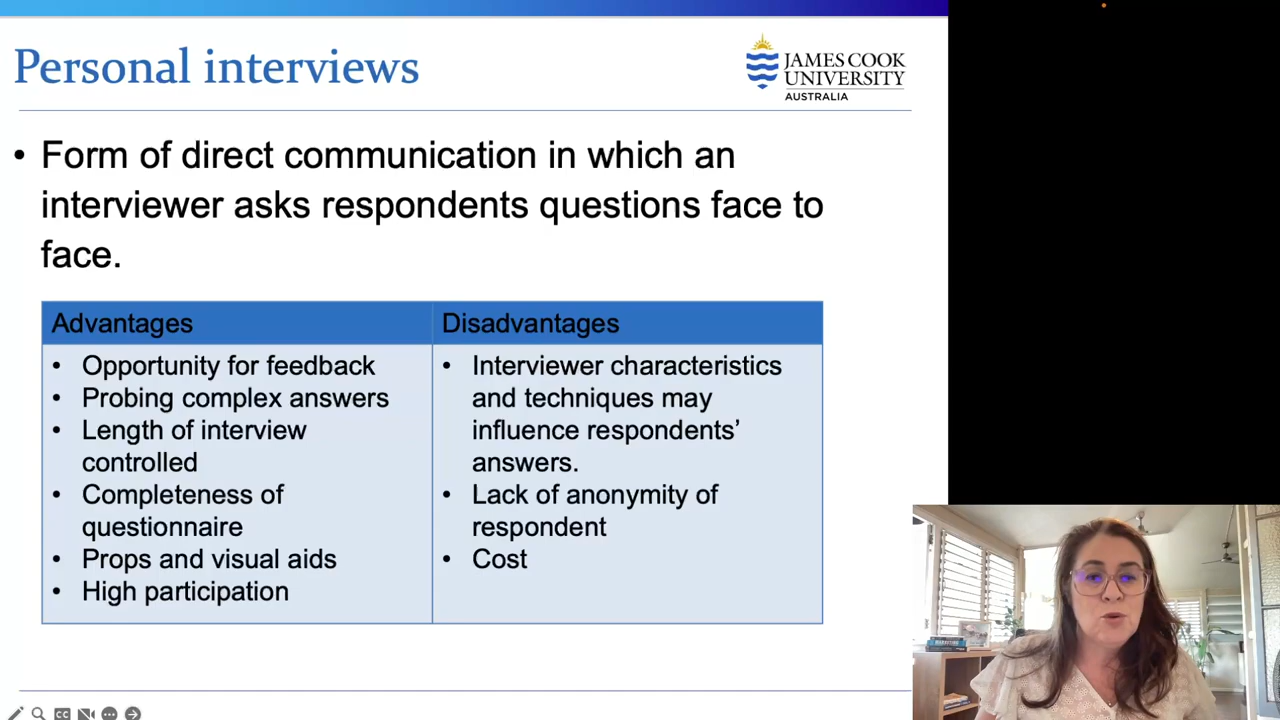 Personal interviews
JAMES COOK
UNIVERSITY
AUSTRALIA
• Form of direct communication in which an
interviewer asks respondents questions face to
face.
Advantages
• Opportunity for feedback
• Probing complex answers
• Length of interview
controlled
• Completeness of
questionnaire
• Props and visual aids
• High participation
Disadvantages
• Interviewer characteristics
and techniques may
influence respondents’
answers.
• Lack of anonymity of
respondent
• Cost
CC